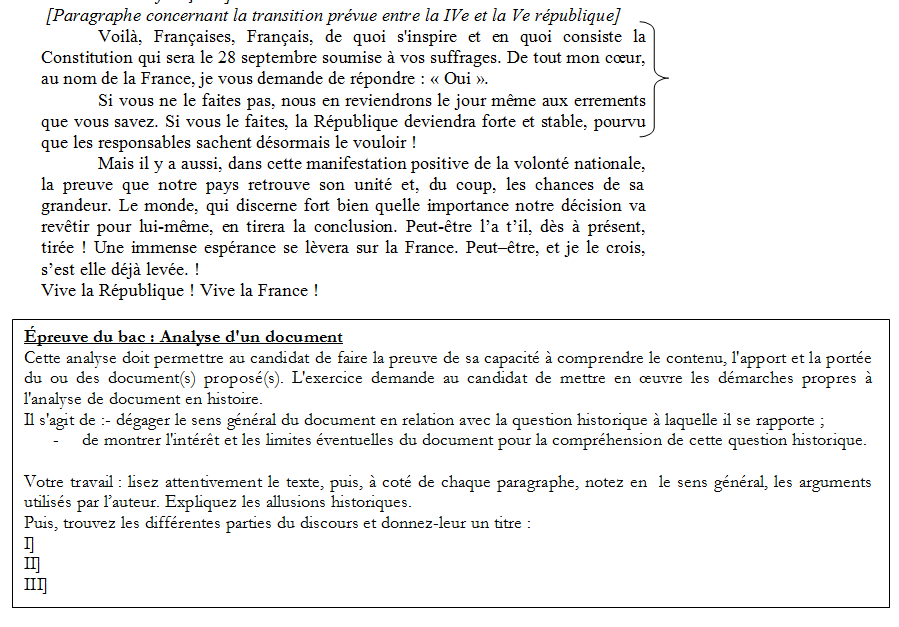 [Paragraphe concernant la transition prévue entre la IVe et la Ve république]
Voilà, Françaises, Français, de quoi s'inspire et en quoi consiste la
Constitution qui sera le 28 septembre soumise à vos suffrages. De tout mon cœur,
au nom de la France, je vous demande de répondre : « Oui ».
Si vous ne le faites pas, nous en reviendrons le jour même aux errements
que vous savez. Si vous le faites, la République deviendra forte et stable, pourvu
que les responsables sachent désormais le vouloir !
Mais il y a aussi, dans cette manifestation positive de la volonté nationale,
la preuve que notre pays retrouve son unité et, du coup, les chances de sa
grandeur. Le monde, qui discerne fort bien quelle importance notre décision va
revêtir pour lui-même, en tirera la conclusion. Peut-être l'a t'il, dès à présent,
tirée ! Une immense espérance se lèvera sur la France. Peut–être, et je le crois,
s'est elle déjà levée. !
Vive la République ! Vive la France !
Épreuve du bac : Analyse d'un document
Cette analyse doit permettre au candidat de faire la preuve de sa capacité à comprendre le contenu, l'apport et la portée
du ou des document(s) proposé(s). L'exercice demande au candidat de mettre en œuvre les démarches propres à
l'analyse de document en histoire.
Il s'agit de :- dégager le sens général du document en relation avec la question historique à laquelle il se rapporte ;
- de montrer l'intérêt et les limites éventuelles du document pour la compréhension de cette question historique.
Votre travail : lisez attentivement le texte, puis, à coté de chaque paragraphe, notez en le sens général, les arguments
utilisés par l'auteur. Expliquez les allusions historiques.
Puis, trouvez les différentes parties du discours et donnez-leur un titre :
I]
II]
III]